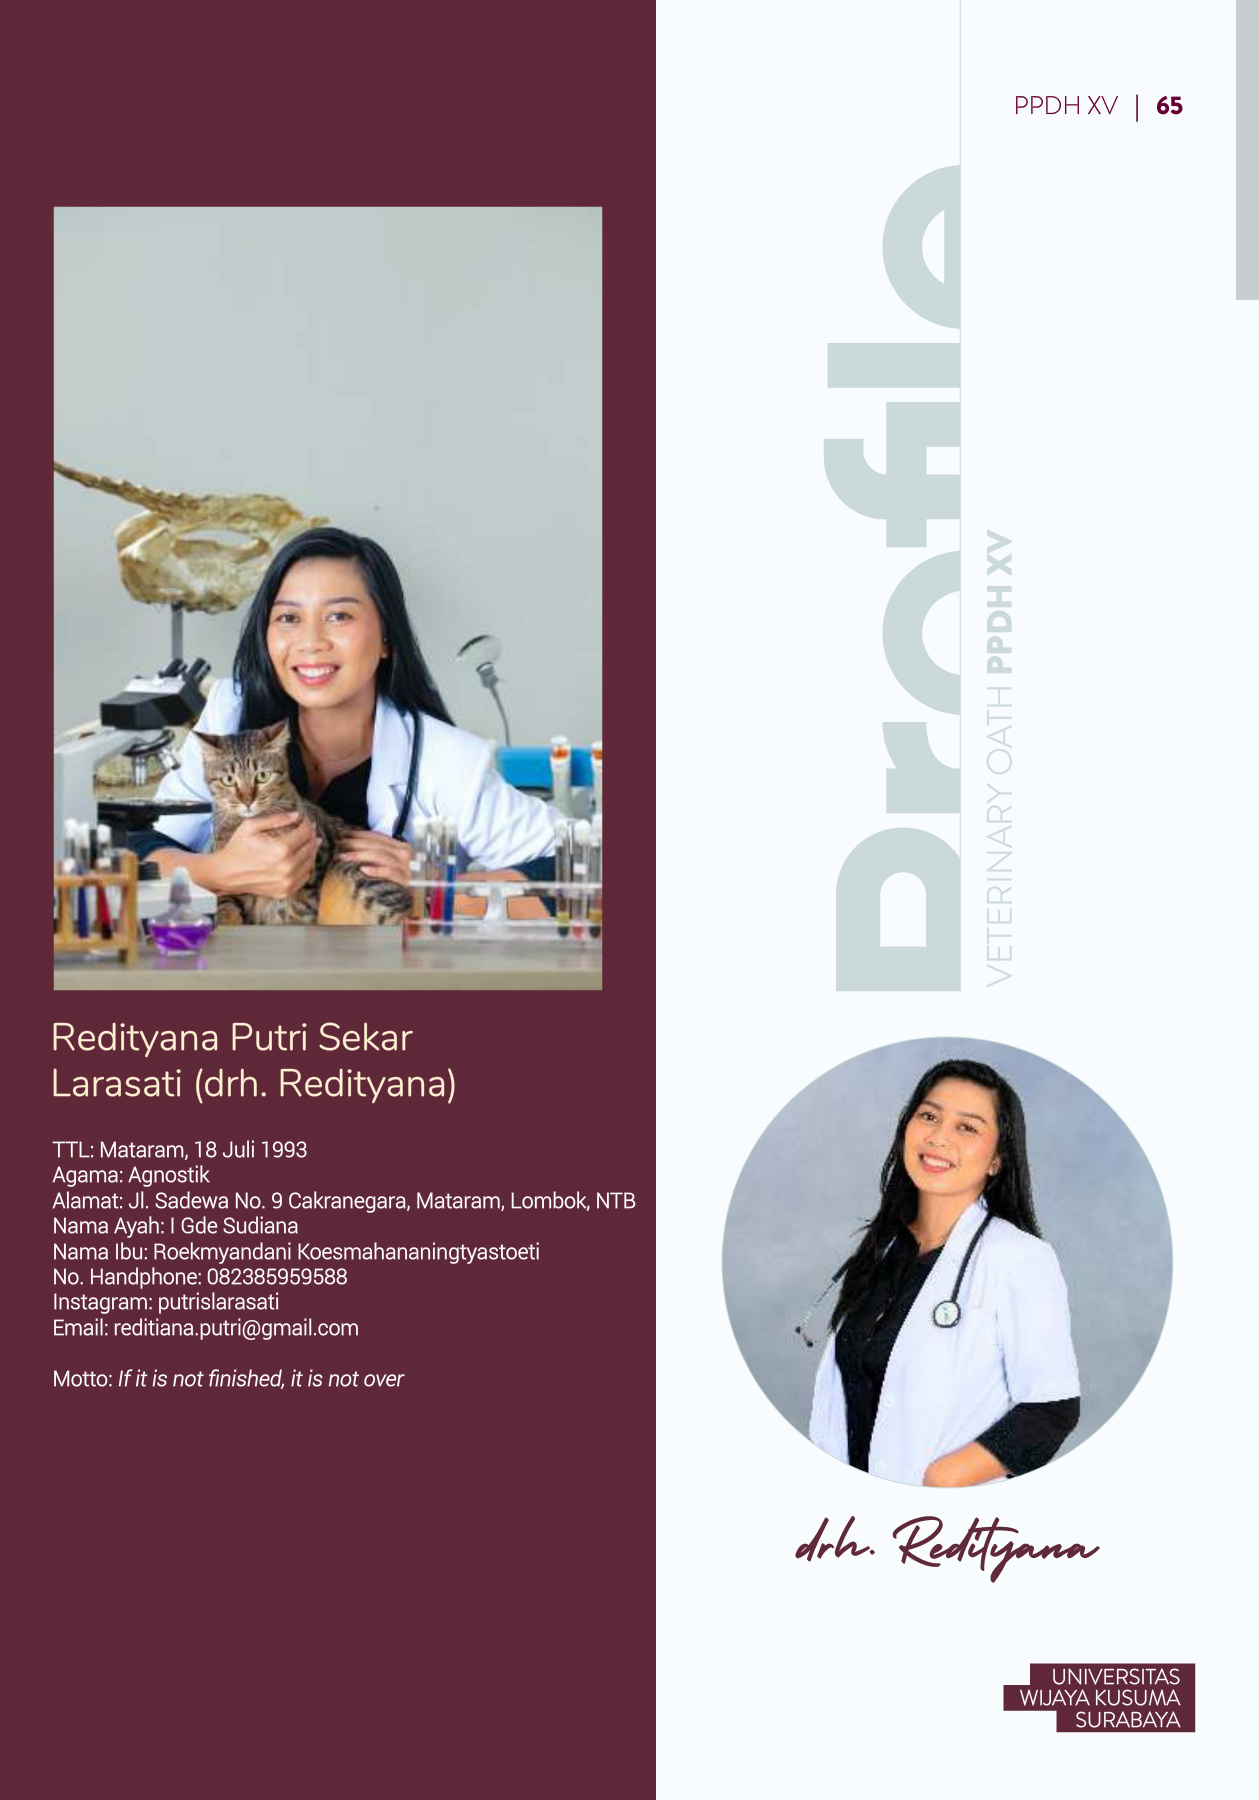 PPDH XV | 65
Profile
VETERINARY OATH PPDH XV
Redityana Putri Sekar
Larasati (drh. Redityana)
TTL: Mataram, 18 Juli 1993
Agama: Agnostik
Alamat: Jl. Sadewa No. 9 Cakranegara, Mataram, Lombok, NTB
Nama Ayah: I Gde Sudiana
Nama Ibu: Roekmyandani Koesmahananingtyastoeti
No. Handphone: 082385959588
Instagram: putrislarasati
Email: reditiana.putri@gmail.com
Motto: If it is not finished, it is not over
drh. Redityana
UNIVERSITAS
WIJAYA KUSUMA
SURABAYA